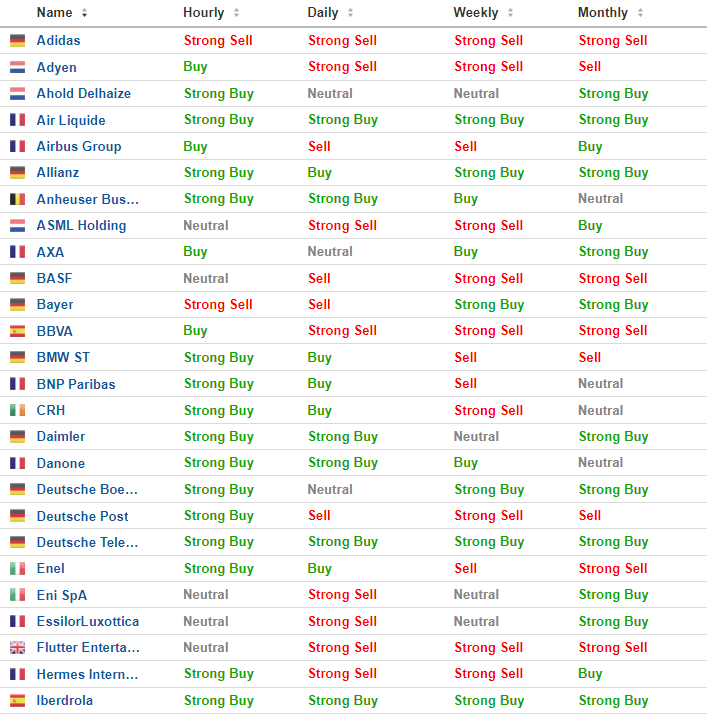 Name Hourly Daily Weekly Monthly
Adidas Strong Sell Strong Sell Strong Sell Strong Sell
Adyen Buy Strong Sell Strong Sell Sell
Ahold Delhaize Strong Buy Neutral Neutral Strong Buy
Air Liquide Strong Buy Strong Buy Strong Buy Strong Buy
Airbus Group Buy Sell Sell Buy
Allianz Strong Buy Buy Strong Buy Strong Buy
Anheuser Bus... Strong Buy Strong Buy Buy Neutral
ASML Holding Neutral Strong Sell Strong Sell Buy
AXA Buy Neutral Buy Strong Buy
BASF Neutral Sell Strong Sell Strong Sell
Bayer Strong Sell Sell Strong Buy Strong Buy
BBVA Buy Strong Sell Strong Sell Strong Sell
BMW ST Strong Buy Buy Sell Sell
BNP Paribas Strong Buy Buy Sell Neutral
CRH Strong Buy Buy Strong Sell Neutral
Daimler Strong Buy Strong Buy Neutral Strong Buy
Danone Strong Buy Strong Buy Buy Neutral
Deutsche Boe... Strong Buy Neutral Strong Buy Strong Buy
Deutsche Post Strong Buy Sell Strong Sell Sell
Deutsche Tele... Strong Buy Strong Buy Strong Buy Strong Buy
Enel Strong Buy Buy Sell Strong Sell
Eni SpA Neutral Strong Sell Neutral Strong Buy
EssilorLuxottica Neutral Strong Sell Neutral Strong Buy
Flutter Enterta... Neutral Strong Sell Strong Sell Strong Sell
Hermes Intern... Strong Buy Strong Sell Strong Sell Buy
Iberdrola Strong Buy Strong Buy Strong Buy Strong Buy